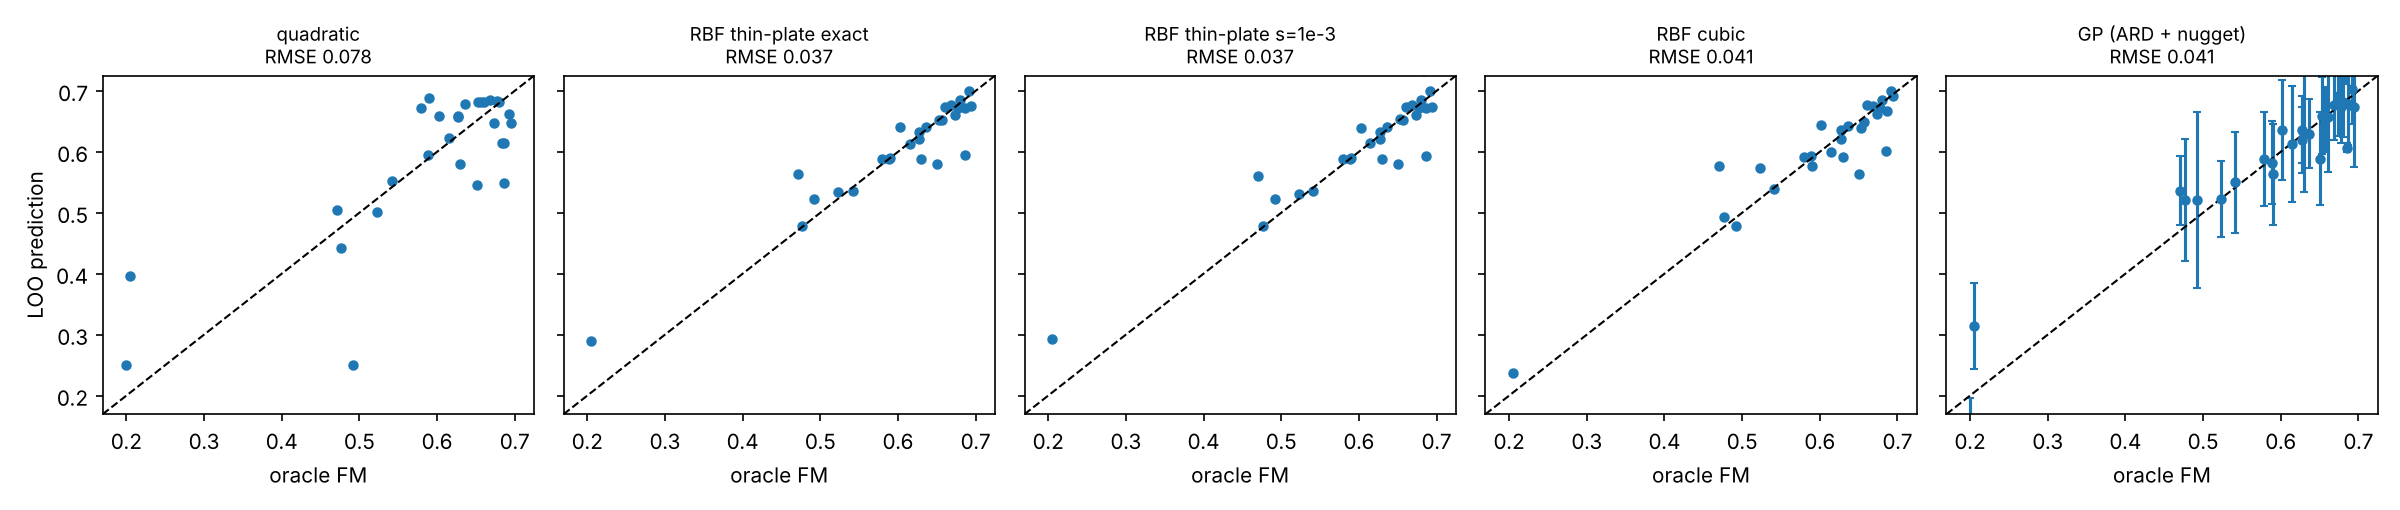 quadratic
RMSE 0.078
RBF thin-plate exact
RMSE 0.037
RBF thin-plate s=1e-3
RMSE 0.037
RBF cubic
RMSE 0.041
GP (ARD + nugget)
RMSE 0.041
LOO prediction
0.7
0.6
0.5
0.4
0.3
0.2
0.2 0.3 0.4 0.5 0.6 0.7
oracle FM
0.2 0.3 0.4 0.5 0.6 0.7
oracle FM
0.2 0.3 0.4 0.5 0.6 0.7
oracle FM
0.2 0.3 0.4 0.5 0.6 0.7
oracle FM
0.2 0.3 0.4 0.5 0.6 0.7
oracle FM